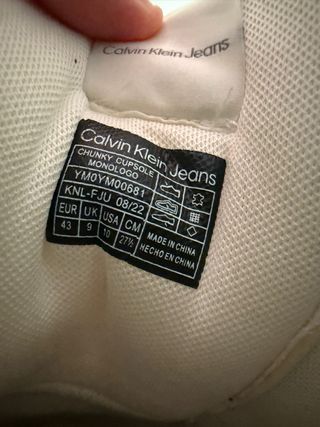 Calvin Klein Jeans
Calvin Klein Jeans
CHUNKY CUPSOLE
MONOLOGO
YM0YM00681
KNL-FJU 08/22
EUR UK USA CM
43 9 10 27½
MADE IN CHINA
HECHO EN CHINA